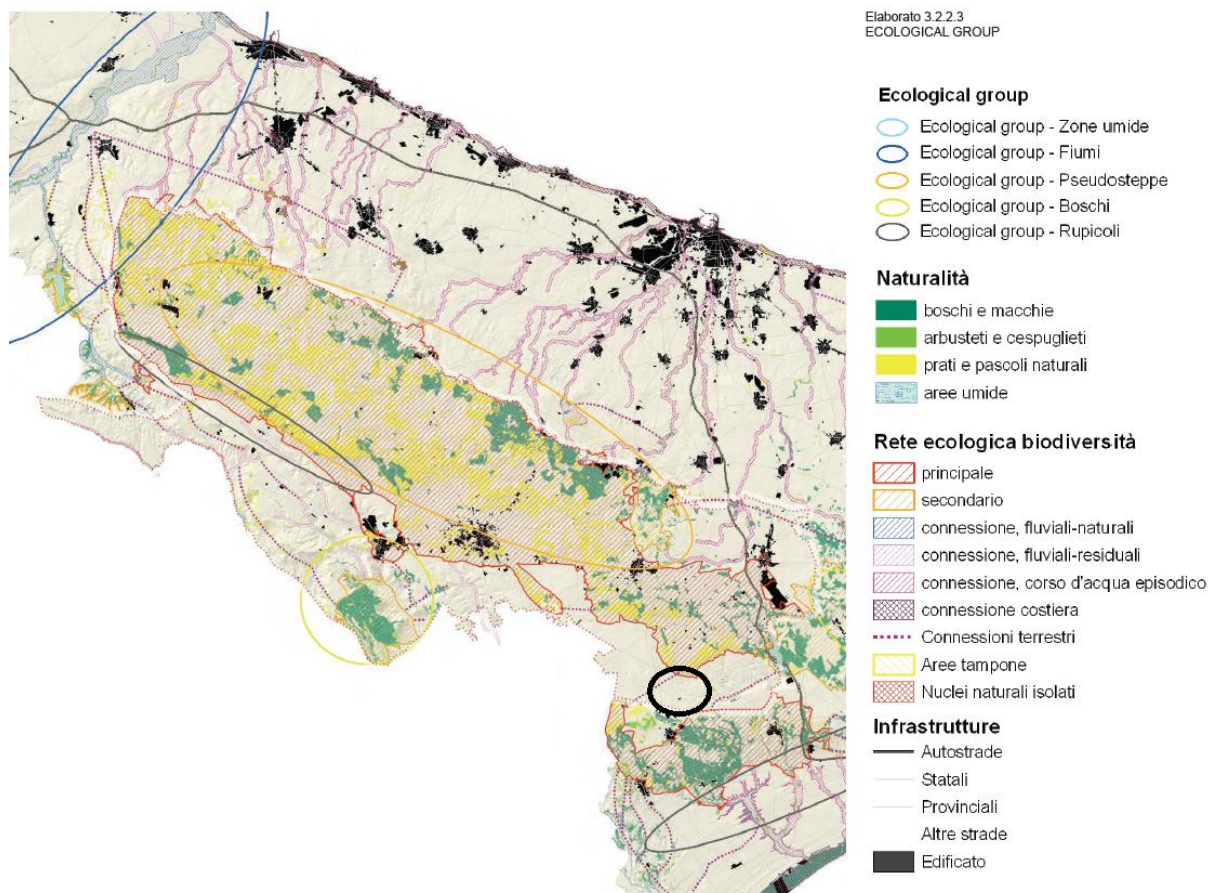 Elaborato 3.2.2.3
ECOLOGICAL GROUP
Ecological group
Ecological group - Zone umide
Ecological group - Fiumi
Ecological group - Pseudosteppe
Ecological group - Boschi
Ecological group - Rupicoli
Naturalità
boschi e macchie
arbusteti e cespuglieti
prati e pascoli naturali
aree umide
Rete ecologica biodiversità
principale
secondario
connessione, fluviali-naturali
connessione, fluviali-residuali
connessione, corso d'acqua episodico
connessione costiera
Connessioni terrestri
Aree tampone
Nuclei naturali isolati
Infrastrutture
Autostrade
Statali
Provinciali
Altre strade
Edificato